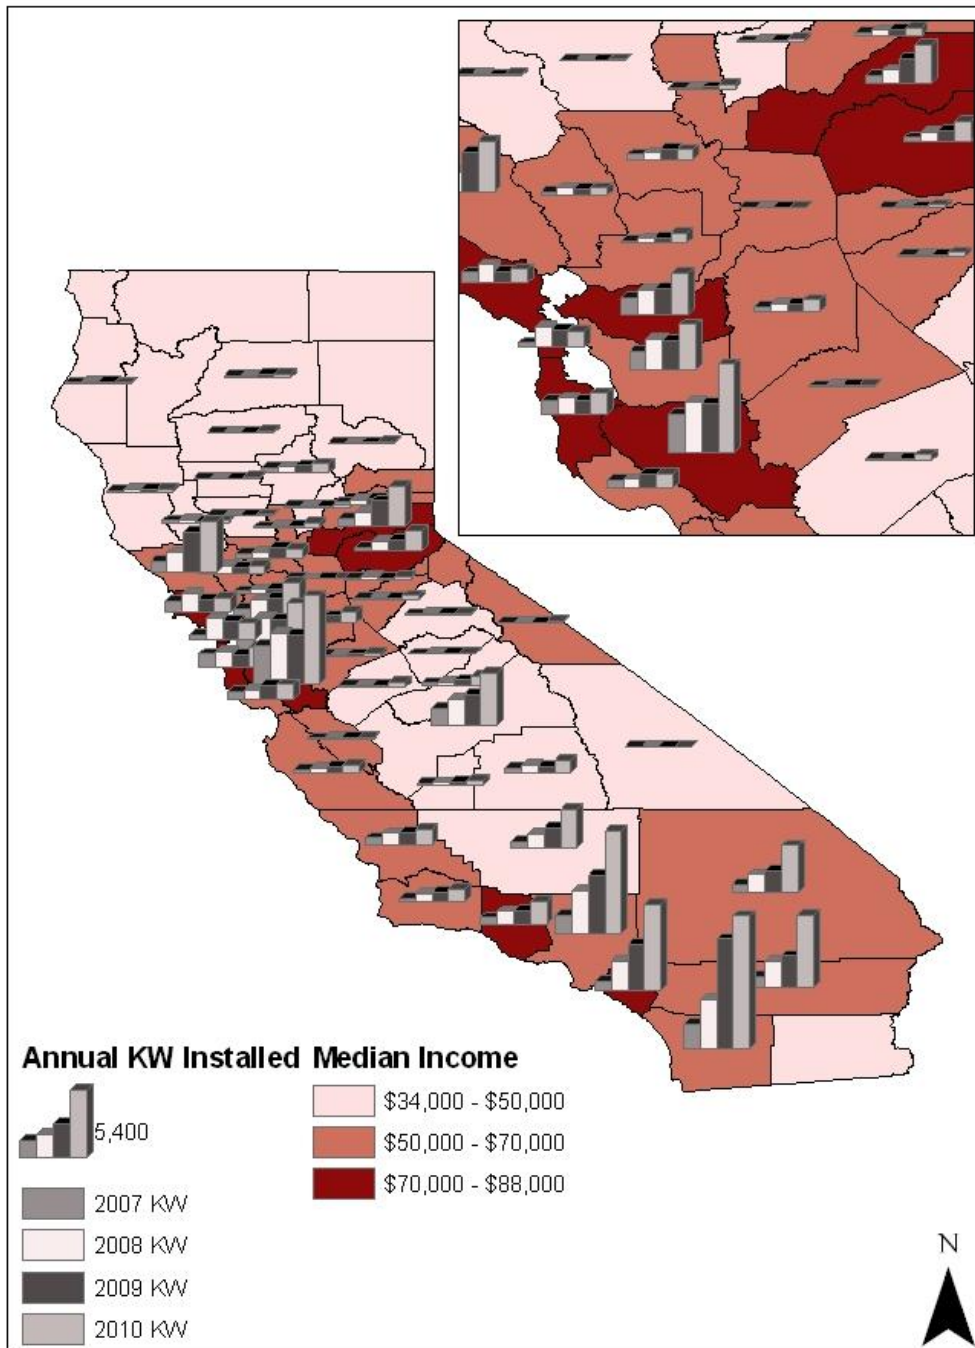 Annual KW Installed
5,400
2007 KW
2008 KW
2009 KW
2010 KW
Median Income
$34,000 - $50,000
$50,000 - $70,000
$70,000 - $88,000
N